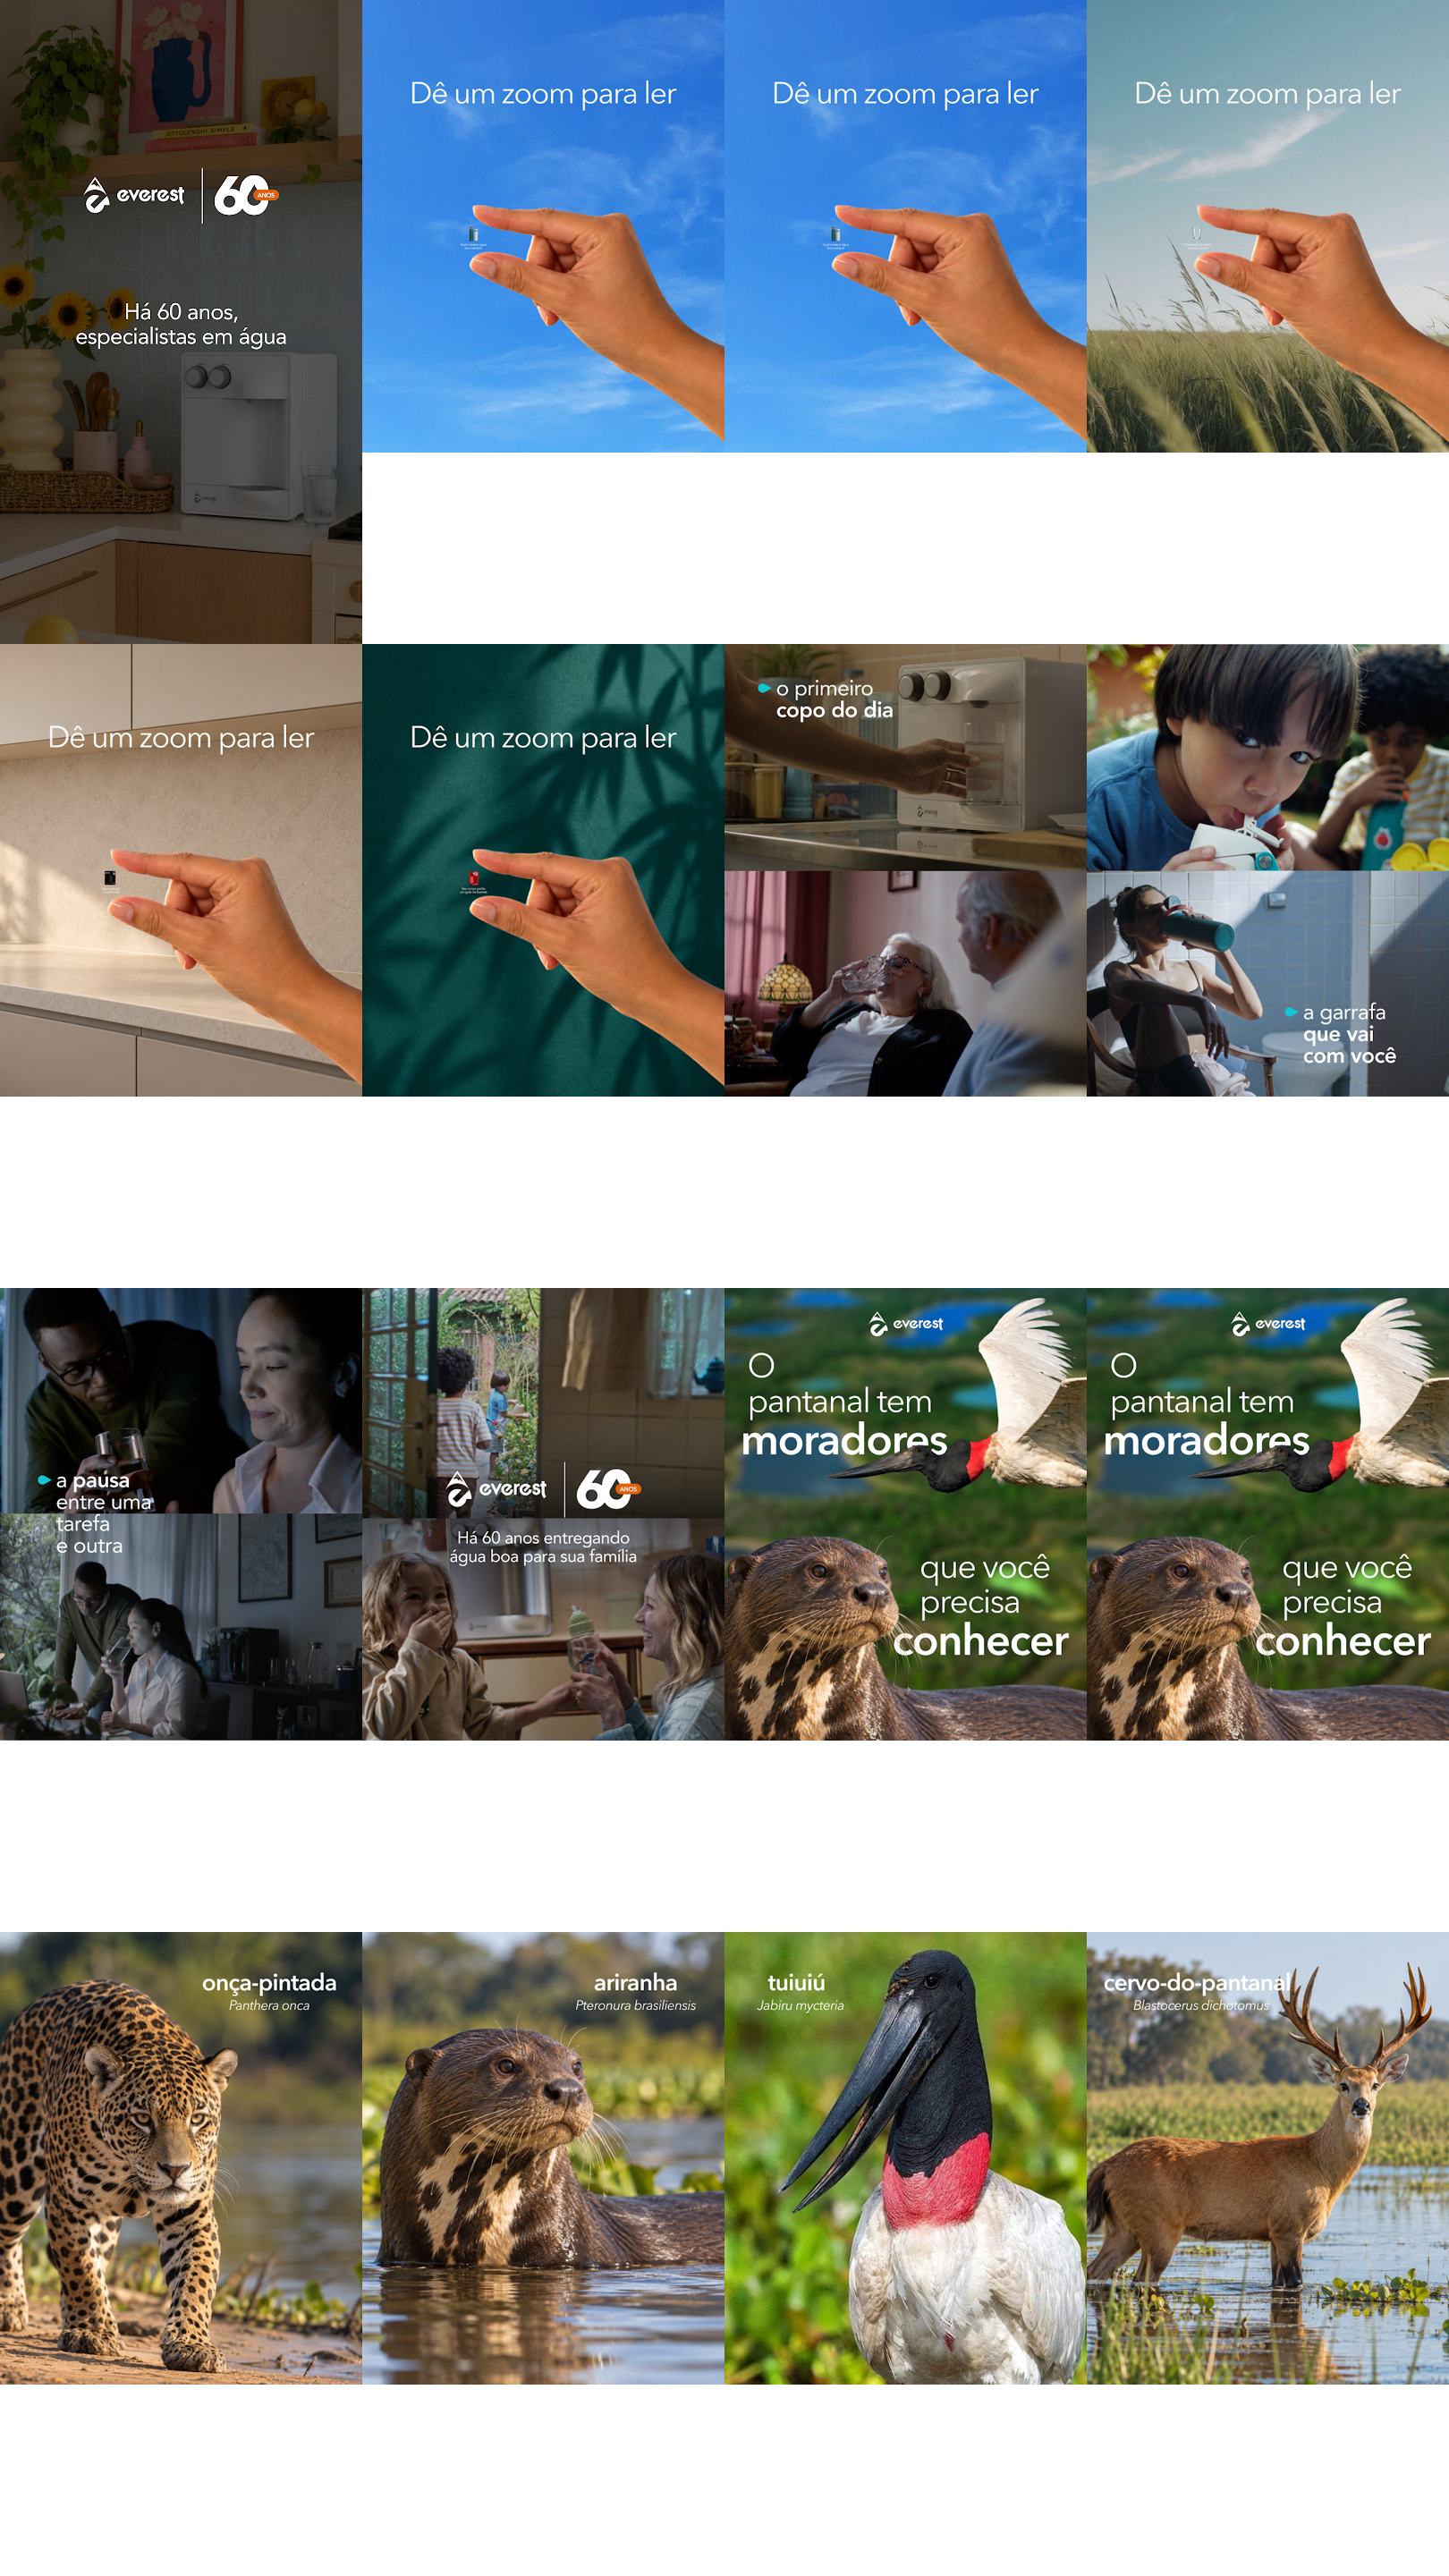 OTTOLENGHI SIMPLE
everest
60 ANOS
Há 60 anos,
especialistas em água
Dê um zoom para ler
Dê um zoom para ler
Dê um zoom para ler
Dê um zoom para ler
Dê um zoom para ler
o primeiro
copo do dia
a garrafa
que vai
com você
a paúsa
entre uma
tarefa
e outra
everest
60 ANOS
Há 60 anos entregando
água boa para sua família
everest
O
pantanal tem
moradores
que você
precisa
conhecer
everest
O
pantanal tem
moradores
que você
precisa
conhecer
onça-pintada
Panthera onca
ariranha
Pteronura brasiliensis
tuiuiú
Jabiru mycteria
cervo-do-pantanal
Blastocerus dichotomus